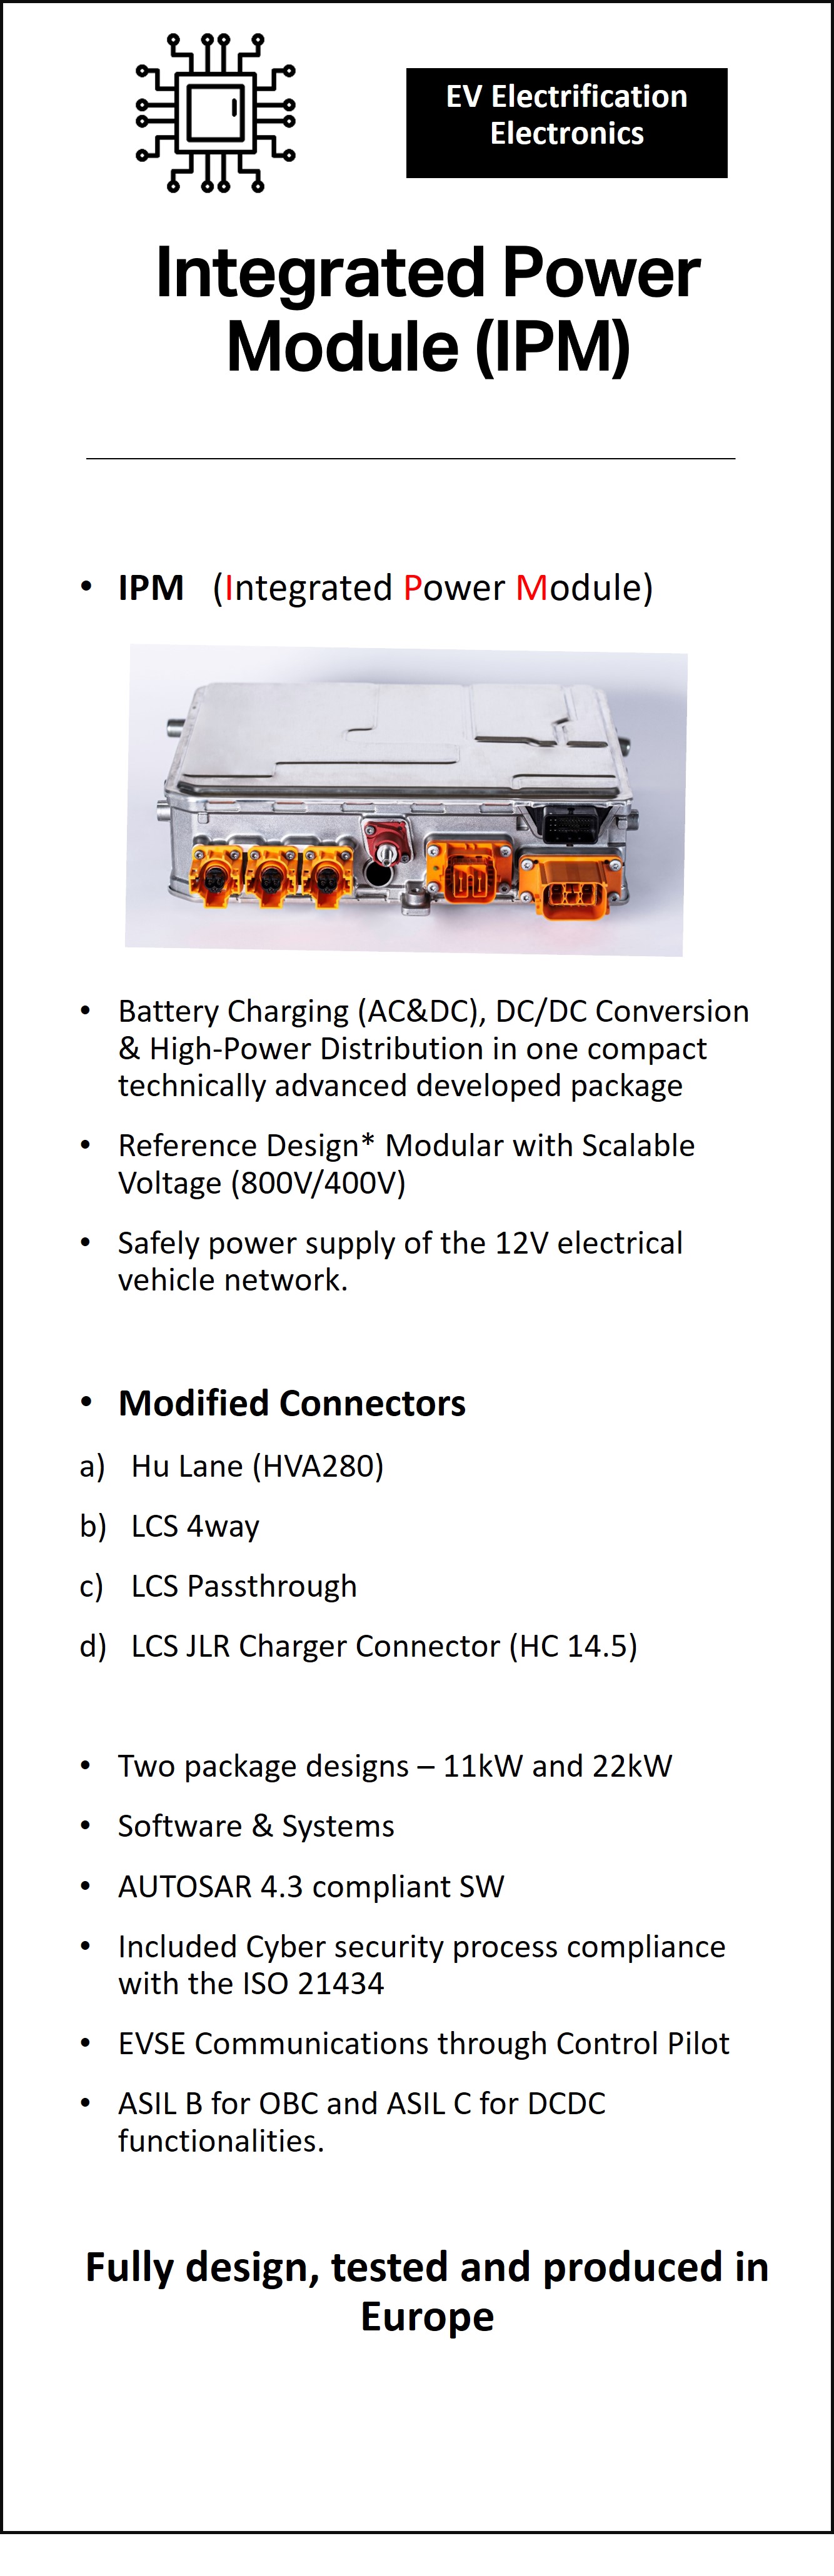 EV Electrification
Electronics
Integrated Power
Module (IPM)
• IPM (Integrated Power Module)
• Battery Charging (AC&DC), DC/DC Conversion
& High-Power Distribution in one compact
technically advanced developed package
• Reference Design* Modular with Scalable
Voltage (800V/400V)
• Safely power supply of the 12V electrical
vehicle network.
• Modified Connectors
a) Hu Lane (HVA280)
b) LCS 4way
c) LCS Passthrough
d) LCS JLR Charger Connector (HC 14.5)
• Two package designs – 11kW and 22kW
• Software & Systems
• AUTOSAR 4.3 compliant SW
• Included Cyber security process compliance
with the ISO 21434
• EVSE Communications through Control Pilot
• ASIL B for OBC and ASIL C for DCDC
functionalities.
Fully design, tested and produced in
Europe